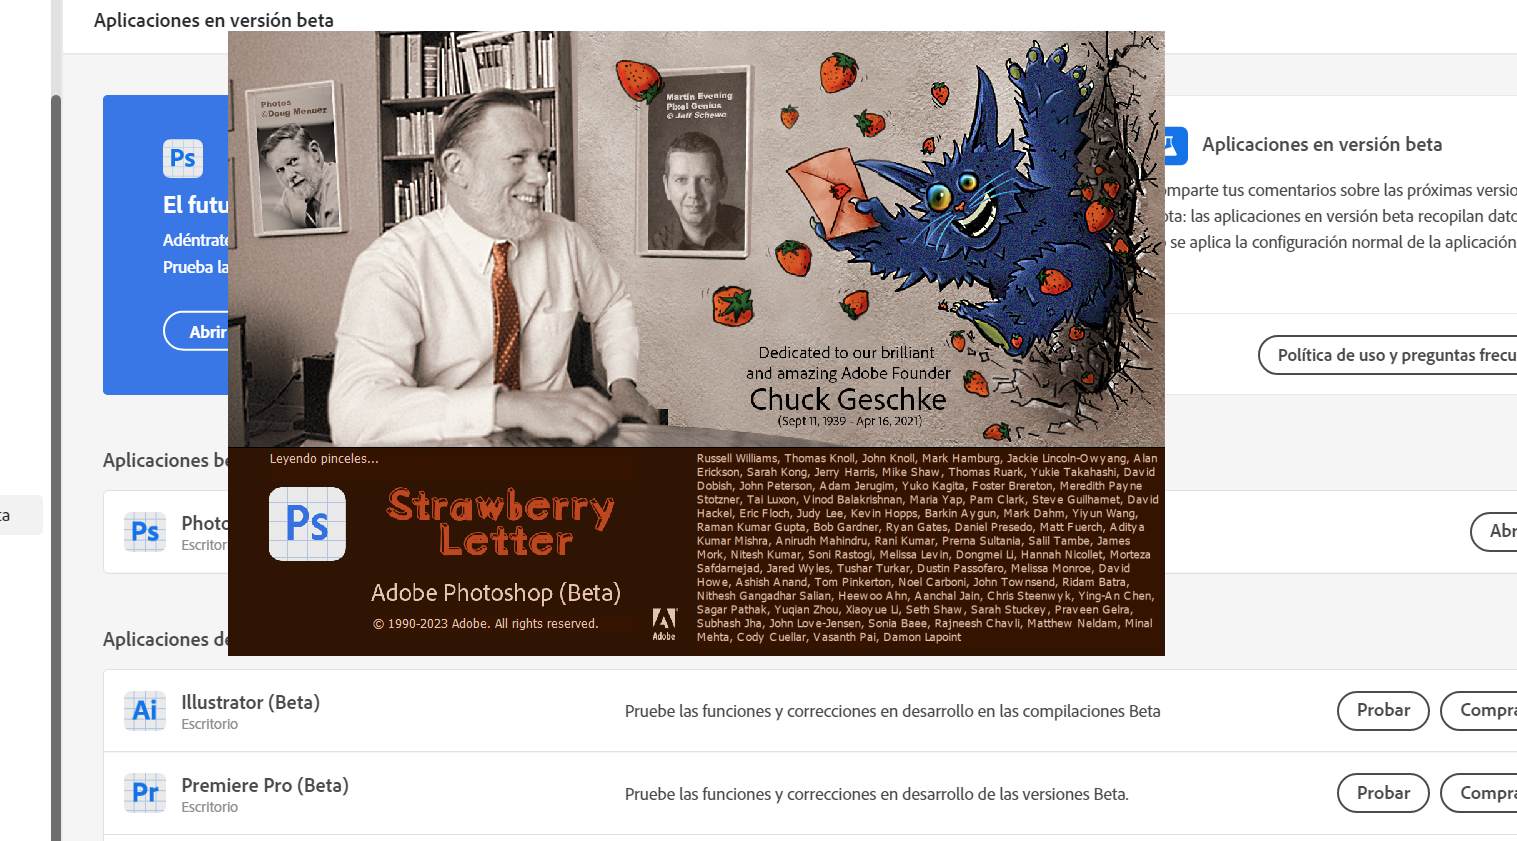 Aplicaciones en versión beta
Ps
El futu
Adéntrate
Prueba la
Abrir
Photos
©Doug Menuez
Martin Evening
Pixel Genius
© Jeff Schewe
Dedicated to our brilliant
and amazing Adobe Founder
Chuck Geschke
(Sept 11, 1939 - Apr 16, 2021)
Aplicaciones en versión beta
omparte tus comentarios sobre las próximas versio
ota: las aplicaciones en versión beta recopilan dato
se aplica la configuración normal de la aplicación
Política de uso y preguntas frecu
Aplicaciones be
ta
Ps
Photo
Escritor
Abr
Leyendo pinceles...
Ps
Strawberry
Letter
Adobe Photoshop (Beta)
© 1990-2023 Adobe. All rights reserved.
Adobe
Russell Williams, Thomas Knoll, John Knoll, Mark Hamburg, Jackie Lincoln-Owyang, Alan
Erickson, Sarah Kong, Jerry Harris, Mike Shaw, Thomas Ruark, Yukie Takahashi, David
Dobish, John Peterson, Adam Jerugim, Yuko Kagita, Foster Brereton, Meredith Payne
Stotzner, Tai Luxon, Vinod Balakrishnan, Maria Yap, Pam Clark, Steve Guilhamet, David
Hackel, Eric Floch, Judy Lee, Kevin Hopps, Barkin Aygun, Mark Dahm, Yiyun Wang,
Raman Kumar Gupta, Bob Gardner, Ryan Gates, Daniel Presedo, Matt Fuerch, Aditya
Kumar Mishra, Anirudh Mahindru, Rani Kumar, Prerna Sultania, Salil Tambe, James
Mork, Nitesh Kumar, Soni Rastogi, Melissa Levin, Dongmei Li, Hannah Nicollet, Morteza
Safdarnejad, Jared Wyles, Tushar Turkar, Dustin Passofaro, Melissa Monroe, David
Howe, Ashish Anand, Tom Pinkerton, Noel Carboni, John Townsend, Ridam Batra,
Nithesh Gangadhar Salian, Heewoo Ahn, Aanchal Jain, Chris Steenwyk, Ying-An Chen,
Sagar Pathak, Yuqian Zhou, Xiaoyue Li, Seth Shaw, Sarah Stuckey, Praveen Gelra,
Subhash Jha, John Love-Jensen, Sonia Baee, Rajneesh Chavli, Matthew Neldam, Minal
Mehta, Cody Cuellar, Vasanth Pai, Damon Lapoint
Aplicaciones de
Ai
Illustrator (Beta)
Escritorio
Pruebe las funciones y correcciones en desarrollo en las compilaciones Beta
Probar
Compra
Pr
Premiere Pro (Beta)
Escritorio
Pruebe las funciones y correcciones en desarrollo de las versiones Beta.
Probar
Compra